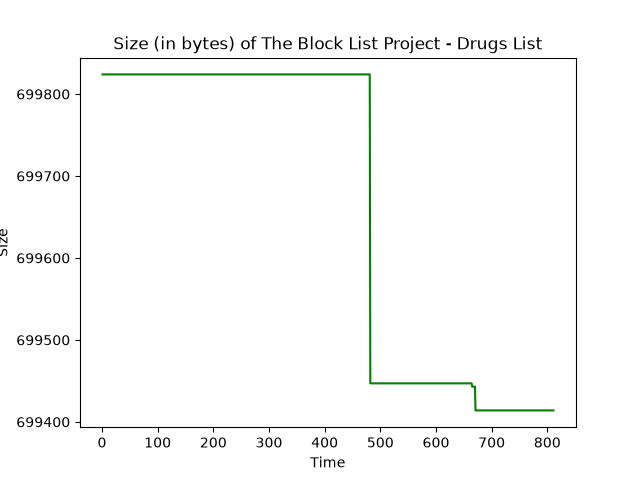 Size (in bytes) of The Block List Project - Drugs List
699800
699700
699600
699500
699400
Size
0 100 200 300 400 500 600 700 800
Time